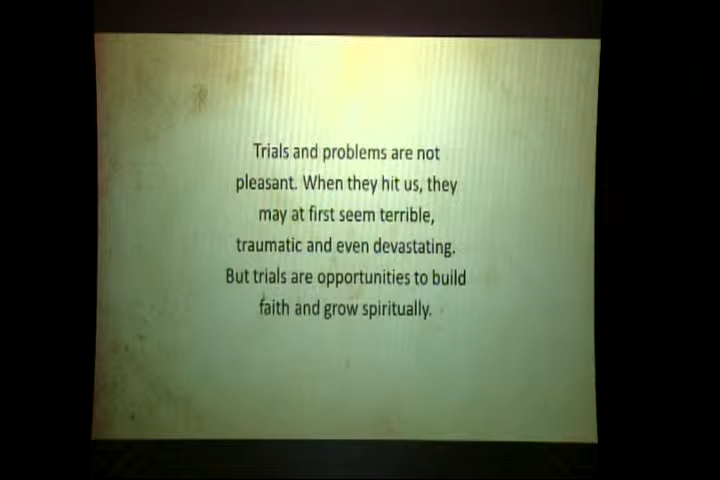 Trials and problems are not
pleasant. When they hit us, they
may at first seem terrible,
traumatic and even devastating.
But trials are opportunities to build
faith and grow spiritually.